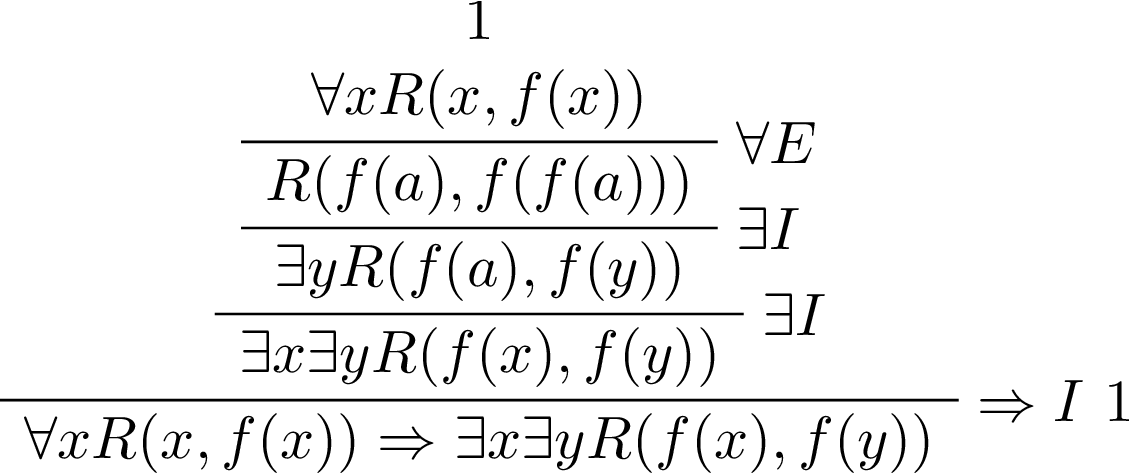 1
∀xR(x, f(x))
∀E
R(f(a), f(f(a)))
∃I
∃yR(f(a), f(y))
∃I
∃x∃yR(f(x), f(y))
⇒ I 1
∀xR(x, f(x)) ⇒ ∃x∃yR(f(x), f(y))